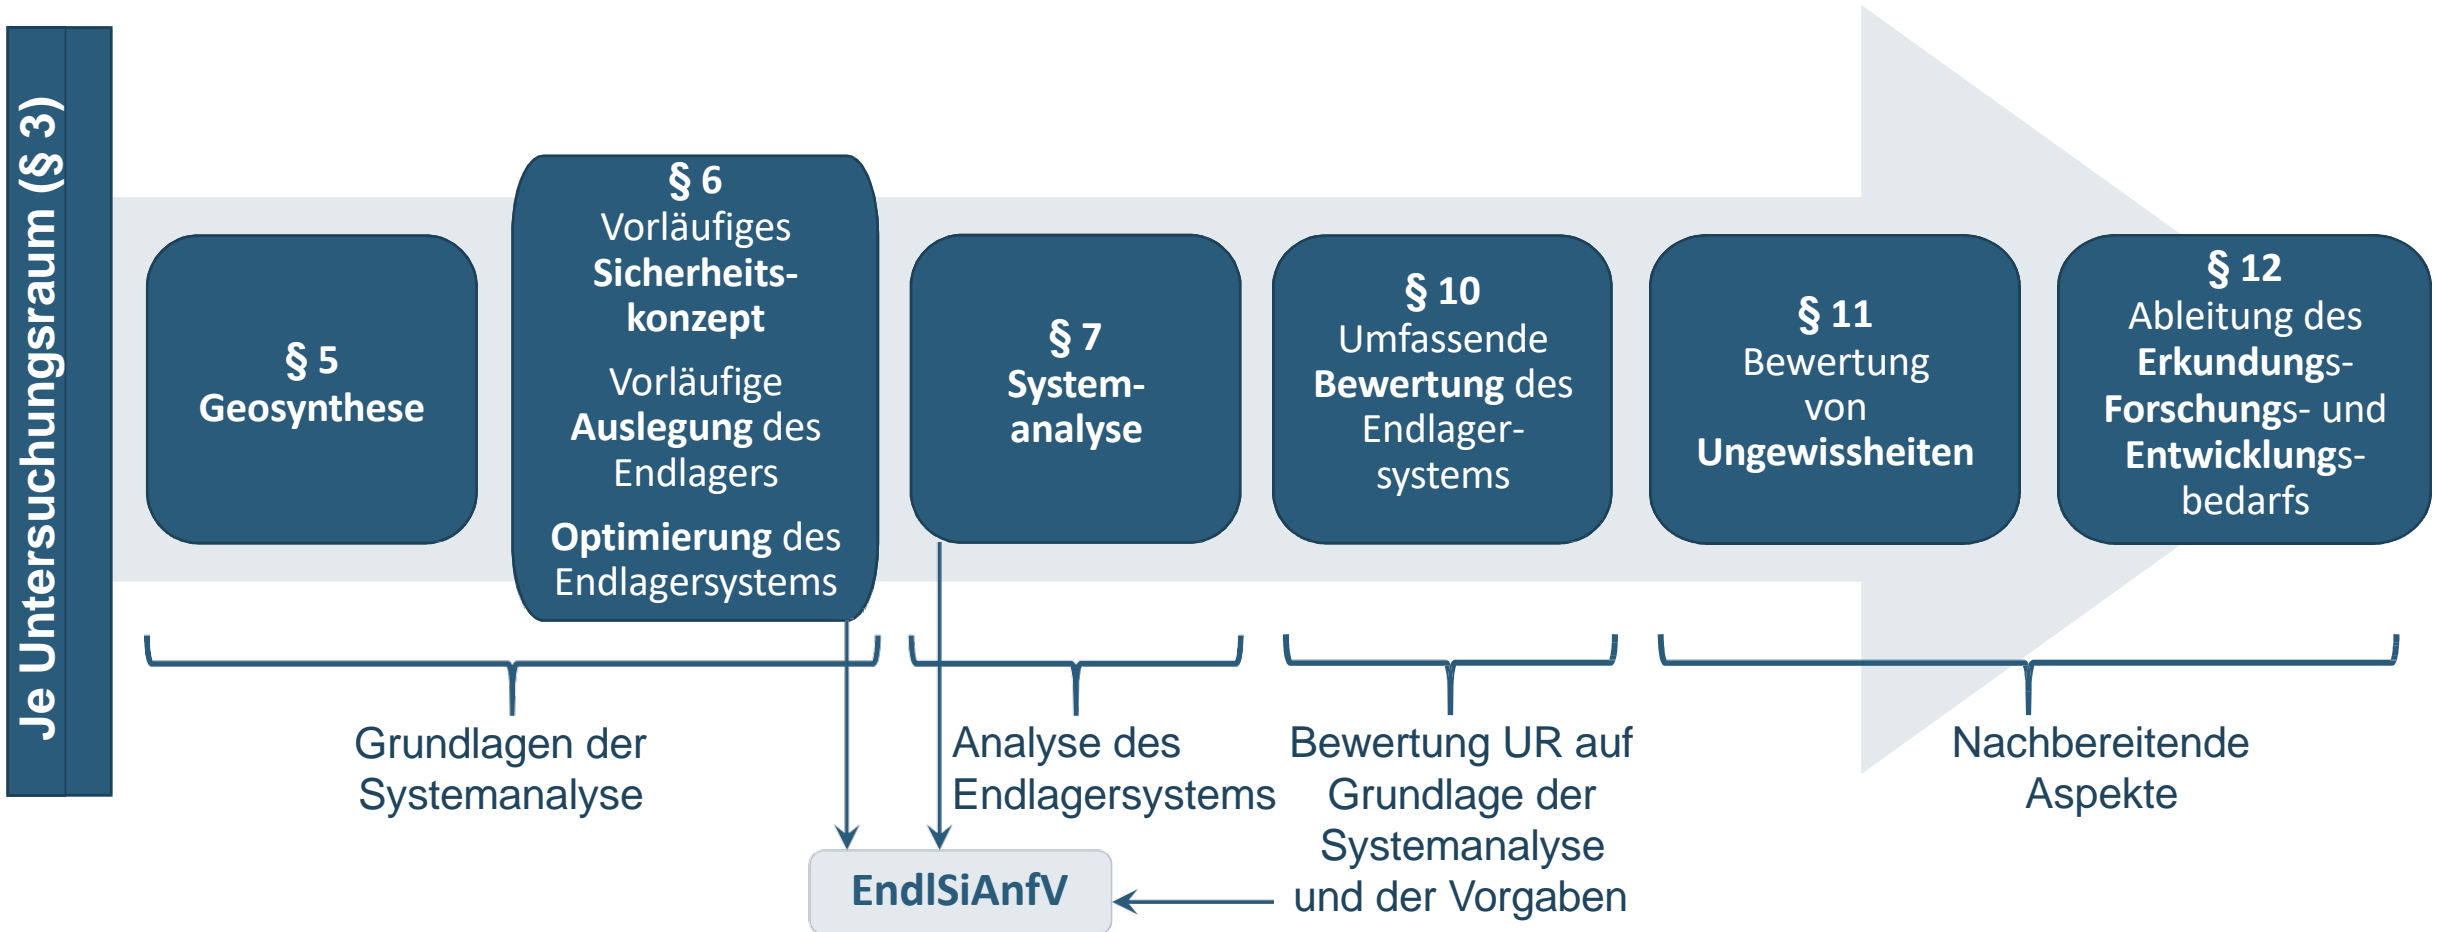 Je Untersuchungsraum (§ 3)
§ 5
Geosynthese
§ 6
Vorläufiges
Sicherheits-
konzept
Vorläufige
Auslegung des
Endlagers
Optimierung des
Endlagersystems
§ 7
System-
analyse
§ 10
Umfassende
Bewertung des
Endlager-
systems
§ 11
Bewertung
von
Ungewissheiten
§ 12
Ableitung des
Erkundungs-
Forschungs- und
Entwicklungs-
bedarfs
Grundlagen der
Systemanalyse
Analyse des
Endlagersystems
Bewertung UR auf
Grundlage der
Systemanalyse
und der Vorgaben
Nachbereitende
Aspekte
EndlSiAnfV